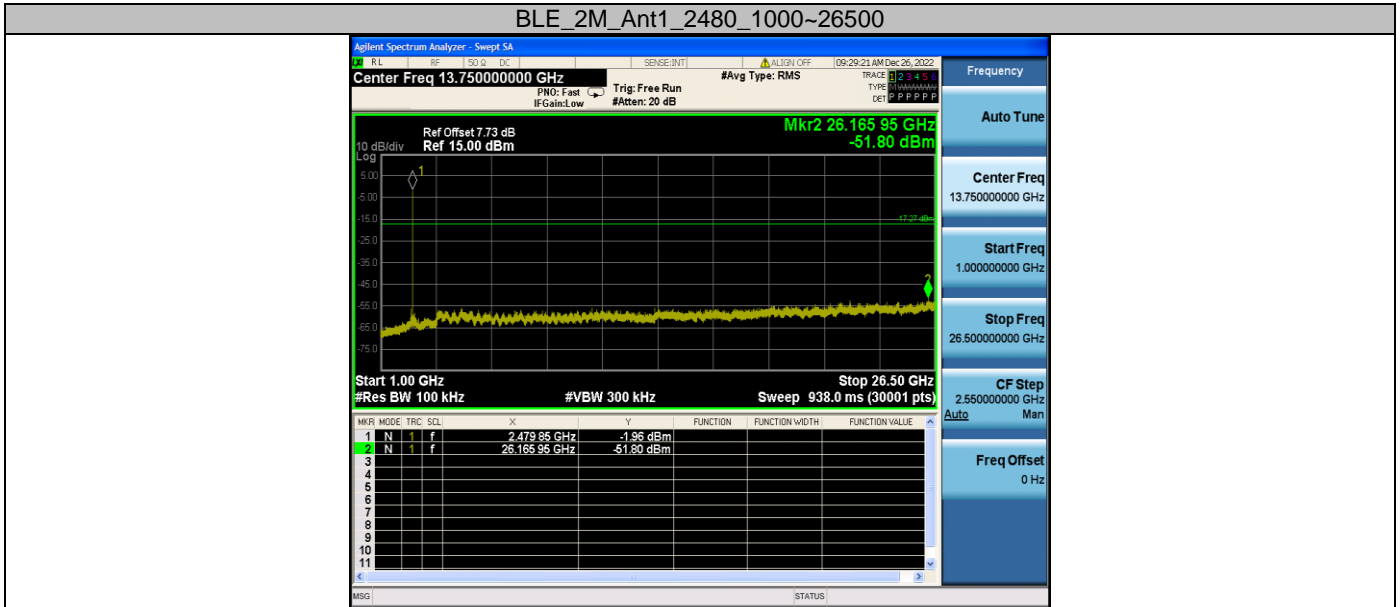 BLE_2M_Ant1_2480_1000~26500
Agilent Spectrum Analyzer - Swept SA
RL RF 50 Ω DC SENSE:INT ALIGN OFF 09:29:21 AM Dec 26, 2022
Center Freq 13.750000000 GHz #Avg Type: RMS TRACE 1 2 3 4 5 6
PNO: Fast Trig: Free Run TYPE M WWWWW
IFGain:Low #Atten: 20 dB DET P P P P P P
Mkr2 26.165 95 GHz
Ref Offset 7.73 dB
10 dB/div Ref 15.00 dBm -51.80 dBm
Log
1
5.00
-5.00
-15.0
-17.27 dBm
-25.0
-35.0
-45.0
2
-55.0
-65.0
-75.0
Start 1.00 GHz Stop 26.50 GHz
#Res BW 100 kHz #VBW 300 kHz Sweep 938.0 ms (30001 pts)
MKR MODE TRC SCL X Y FUNCTION FUNCTION WIDTH FUNCTION VALUE
1 N 1 f 2.479 85 GHz -1.96 dBm
2 N 1 f 26.165 95 GHz -51.80 dBm
3
4
5
6
7
8
9
10
11
MSG STATUS
Frequency
Auto Tune
Center Freq
13.750000000 GHz
Start Freq
1.000000000 GHz
Stop Freq
26.500000000 GHz
CF Step
2.550000000 GHz
Auto Man
Freq Offset
0 Hz